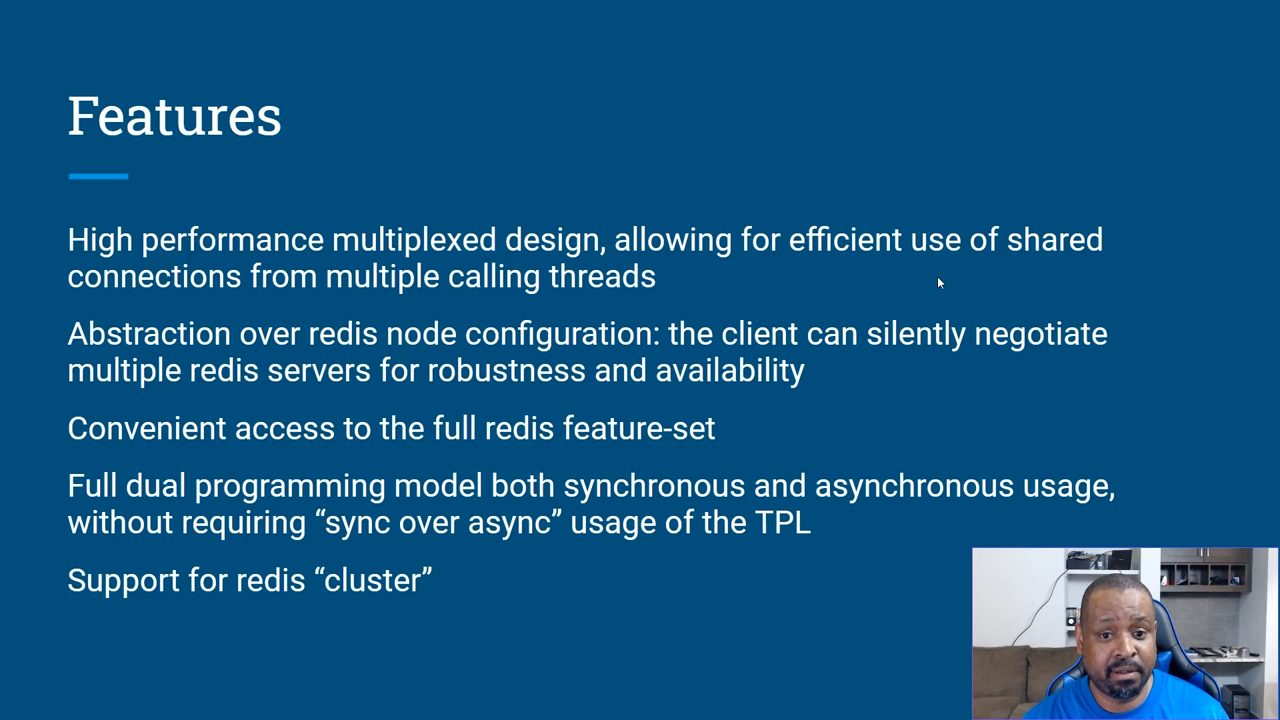 Features
High performance multiplexed design, allowing for efficient use of shared
connections from multiple calling threads
Abstraction over redis node configuration: the client can silently negotiate
multiple redis servers for robustness and availability
Convenient access to the full redis feature-set
Full dual programming model both synchronous and asynchronous usage,
without requiring “sync over async” usage of the TPL
Support for redis “cluster”